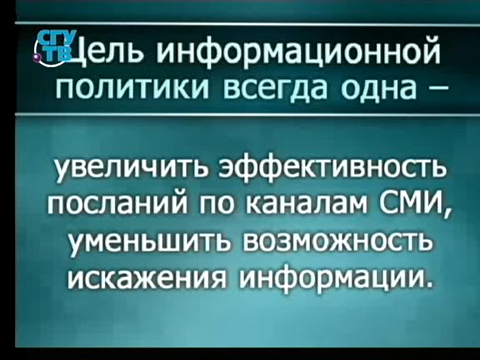 СГУ
ТВ
Цель информационной
политики всегда одна –
увеличить эффективность
посланий по каналам СМИ,
уменьшить возможность
искажения информации.